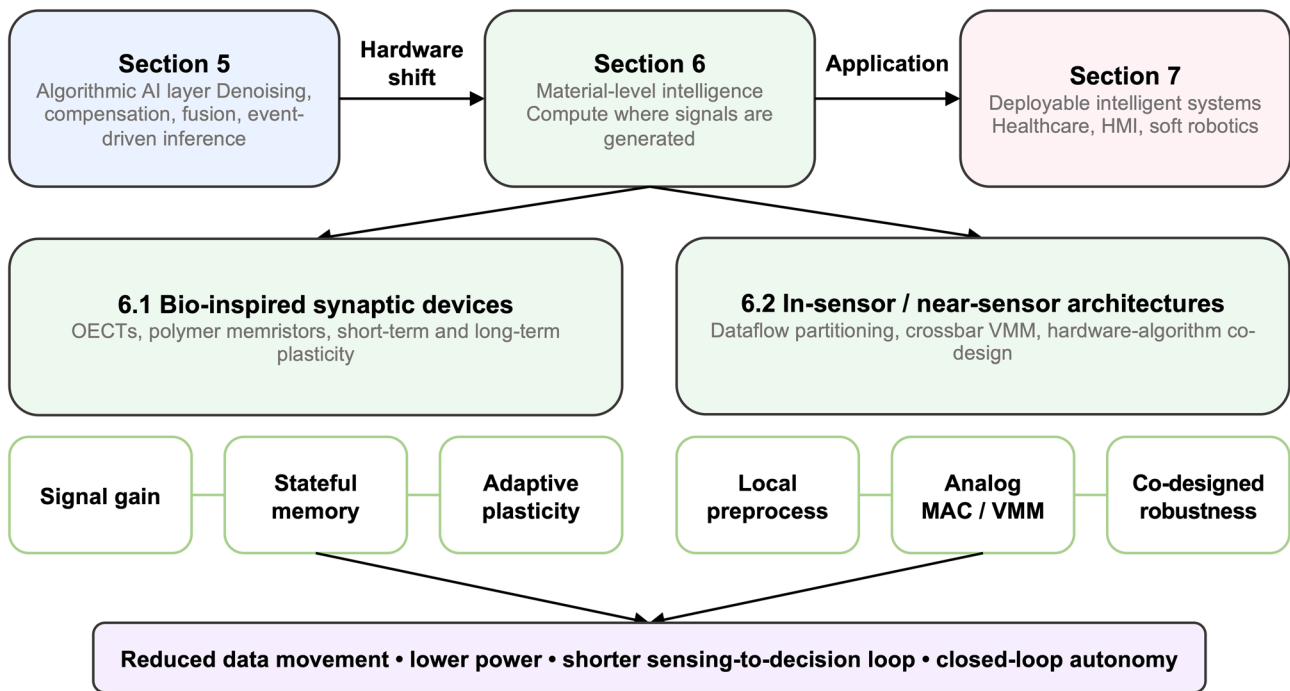 Section 5
Algorithmic AI layer Denoising,
compensation, fusion, event-
driven inference
Hardware
shift
Section 6
Material-level intelligence
Compute where signals are
generated
Application
Section 7
Deployable intelligent systems
Healthcare, HMI, soft robotics
6.1 Bio-inspired synaptic devices
OECTs, polymer memristors, short-term and long-term
plasticity
6.2 In-sensor / near-sensor architectures
Dataflow partitioning, crossbar VMM, hardware-algorithm co-
design
Signal gain
Stateful
memory
Adaptive
plasticity
Local
preprocess
Analog
MAC / VMM
Co-designed
robustness
Reduced data movement • lower power • shorter sensing-to-decision loop • closed-loop autonomy